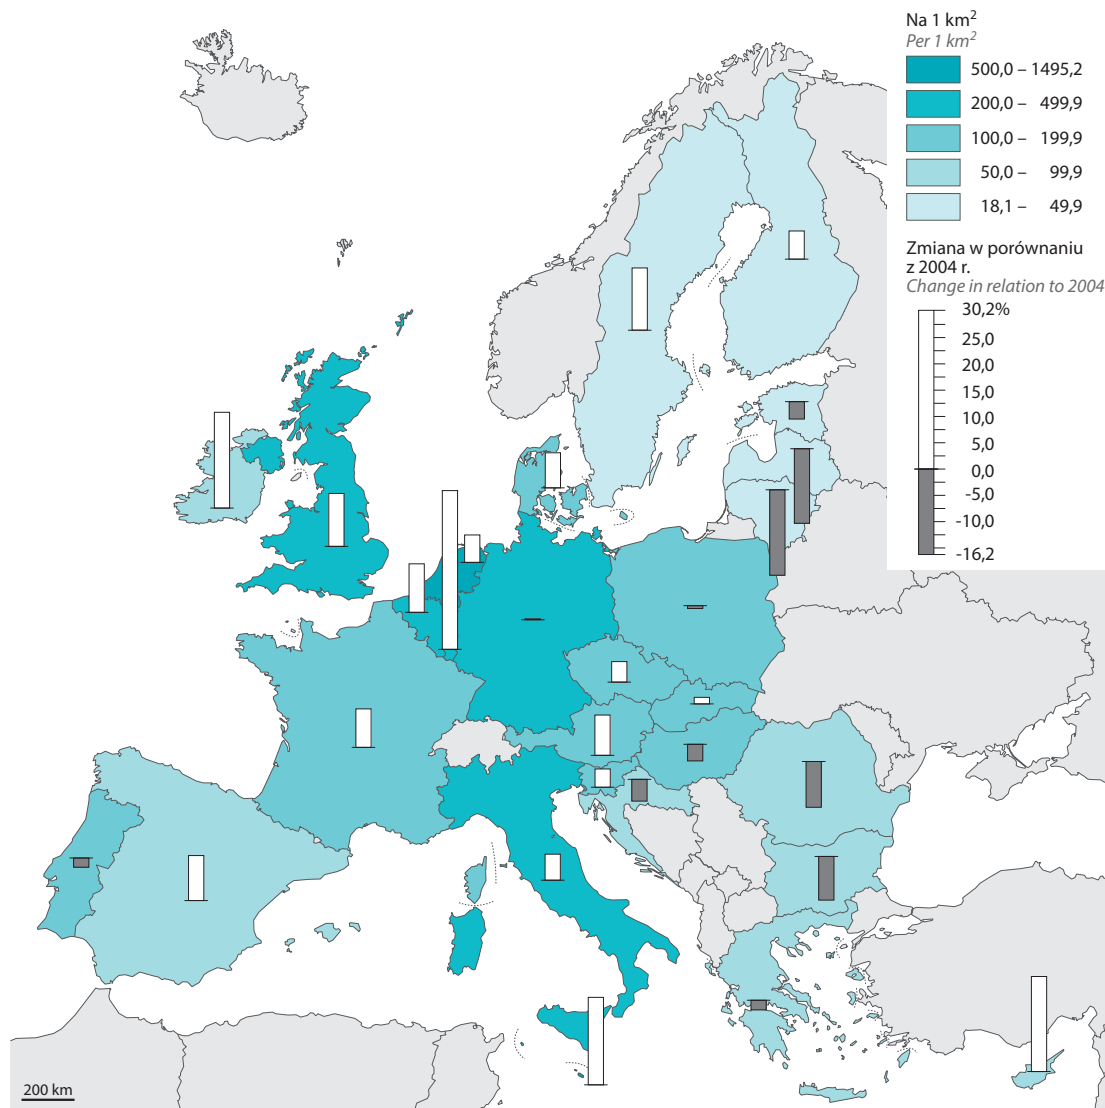 Na 1 km²
Per 1 km²
500,0 – 1495,2
200,0 – 499,9
100,0 – 199,9
50,0 – 99,9
18,1 – 49,9
Zmiana w porównaniu
z 2004 r.
Change in relation to 2004
30,2%
25,0
20,0
15,0
10,0
5,0
0,0
-5,0
-10,0
-16,2
200 km